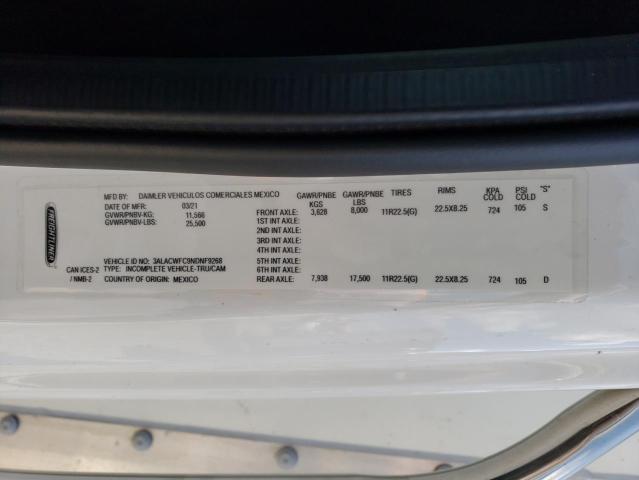 FREIGHTLINER
MFD BY: DAIMLER VEHICULOS COMERCIALES MEXICO
DATE OF MFR: 03/21
GVWR/PNBV-KG: 11,566
GVWR/PNBV-LBS: 25,500
VEHICLE ID: 3ALACWFC9NDNF9268
CAN ICES-2 TYPE: INCOMPLETE VEHICLE-TRU/CAM
/ NMB-2 COUNTRY OF ORIGIN: MEXICO
GAWR/PNBE KGS GAWR/PNBE LBS TIRES RIMS KPA COLD PSI COLD "S"
FRONT AXLE: 3,628 8,000 11R22.5(G) 22.5X8.25 724 105 S
1ST INT AXLE:
2ND INT AXLE:
3RD INT AXLE:
4TH INT AXLE:
5TH INT AXLE:
6TH INT AXLE:
REAR AXLE: 7,938 17,500 11R22.5(G) 22.5X8.25 724 105 D